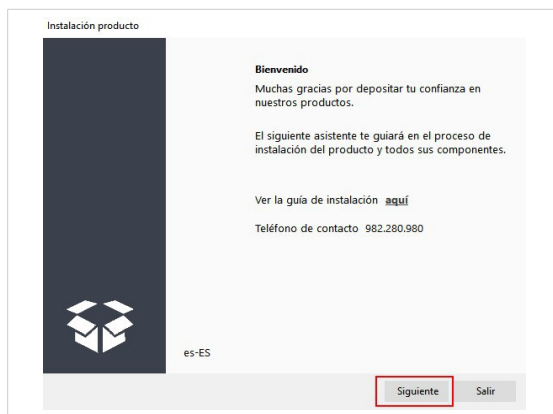 Instalación producto
Bienvenido
Muchas gracias por depositar tu confianza en
nuestros productos.
El siguiente asistente te guiará en el proceso de
instalación del producto y todos sus componentes.
Ver la guía de instalación aquí
Teléfono de contacto 982.280.980
es-ES
Siguiente Salir